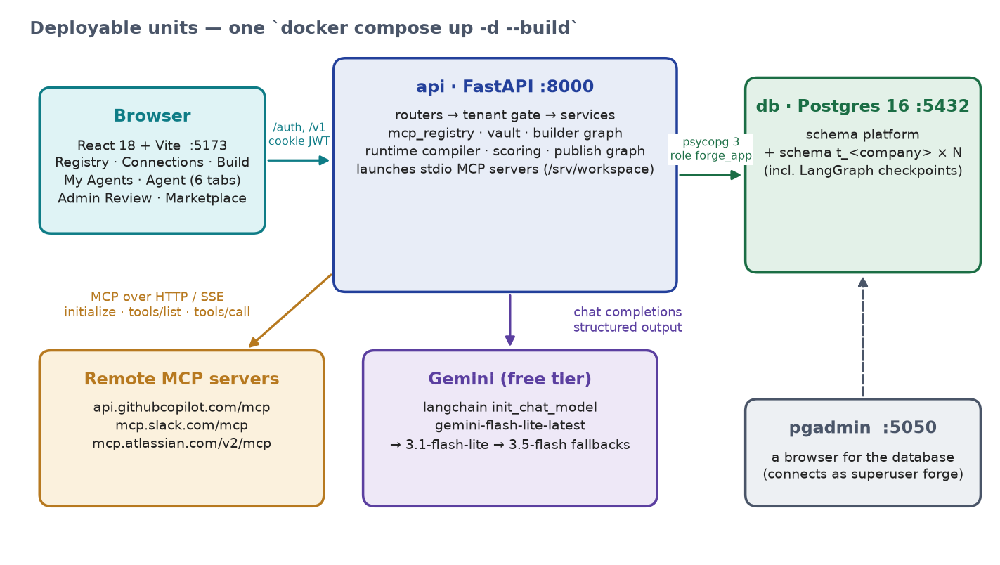 Deployable units — one `docker compose up -d --build`
Browser
React 18 + Vite  :5173
Registry · Connections · Build
My Agents · Agent (6 tabs)
Admin Review · Marketplace
/auth, /v1
cookie JWT
api · FastAPI :8000
routers → tenant gate → services
mcp_registry · vault · builder graph
runtime compiler · scoring · publish graph
launches stdio MCP servers (/srv/workspace)
psycopg 3
role forge_app
db · Postgres 16 :5432
schema platform
+ schema t_<company> × N
(incl. LangGraph checkpoints)
MCP over HTTP / SSE
initialize · tools/list · tools/call
chat completions
structured output
Remote MCP servers
api.githubcopilot.com/mcp
mcp.slack.com/mcp
mcp.atlassian.com/v2/mcp
Gemini (free tier)
langchain init_chat_model
gemini-flash-lite-latest
→ 3.1-flash-lite → 3.5-flash fallbacks
pgadmin  :5050
a browser for the database
(connects as superuser forge)